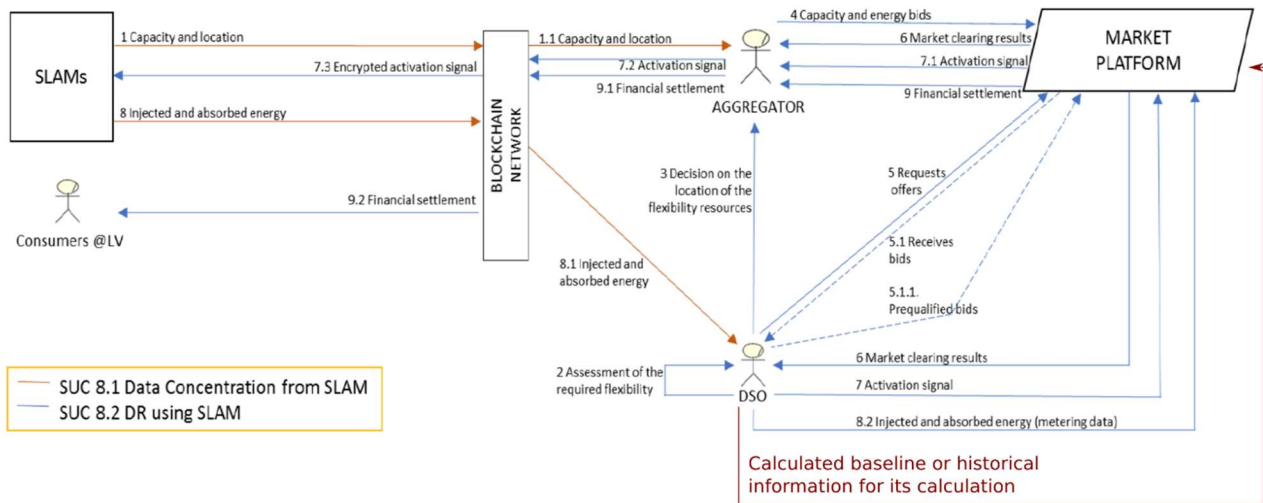 4 Capacity and energy bids
1 Capacity and location
1.1 Capacity and location
6 Market clearing results
MARKET
PLATFORM
SLAMs
7.3 Encrypted activation signal
7.2 Activation signal
7.1 Activation signal
9.1 Financial settlement
9 Financial settlement
AGGREGATOR
8 Injected and absorbed energy
BLOCKCHAIN
NETWORK
3 Decision on the
location of the
flexibility resources
5 Requests
offers
9.2 Financial settlement
Consumers @LV
5.1 Receives
bids
8.1 Injected and
absorbed energy
5.1.1.
Prequalified bids
6 Market clearing results
2 Assessment of the
required flexibility
7 Activation signal
DSO
SUC 8.1 Data Concentration from SLAM
SUC 8.2 DR using SLAM
8.2 Injected and absorbed energy (metering data)
Calculated baseline or historical
information for its calculation